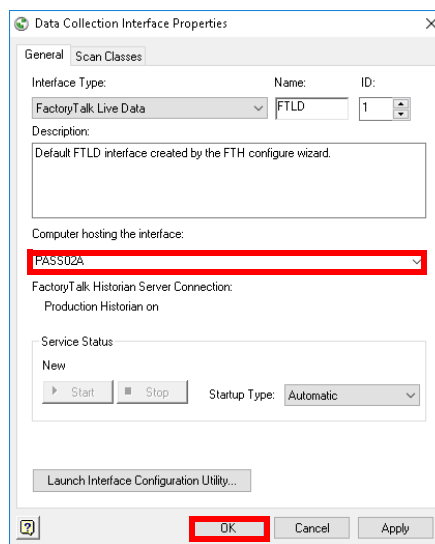 Data Collection Interface Properties
General Scan Classes
Interface Type: Name: ID:
FactoryTalk Live Data FTLD 1
Description:
Default FTLD interface created by the FTH configure wizard.
Computer hosting the interface:
PASS02A
FactoryTalk Historian Server Connection:
Production Historian on
Service Status
New
Start Stop Startup Type: Automatic
Launch Interface Configuration Utility...
? OK Cancel Apply